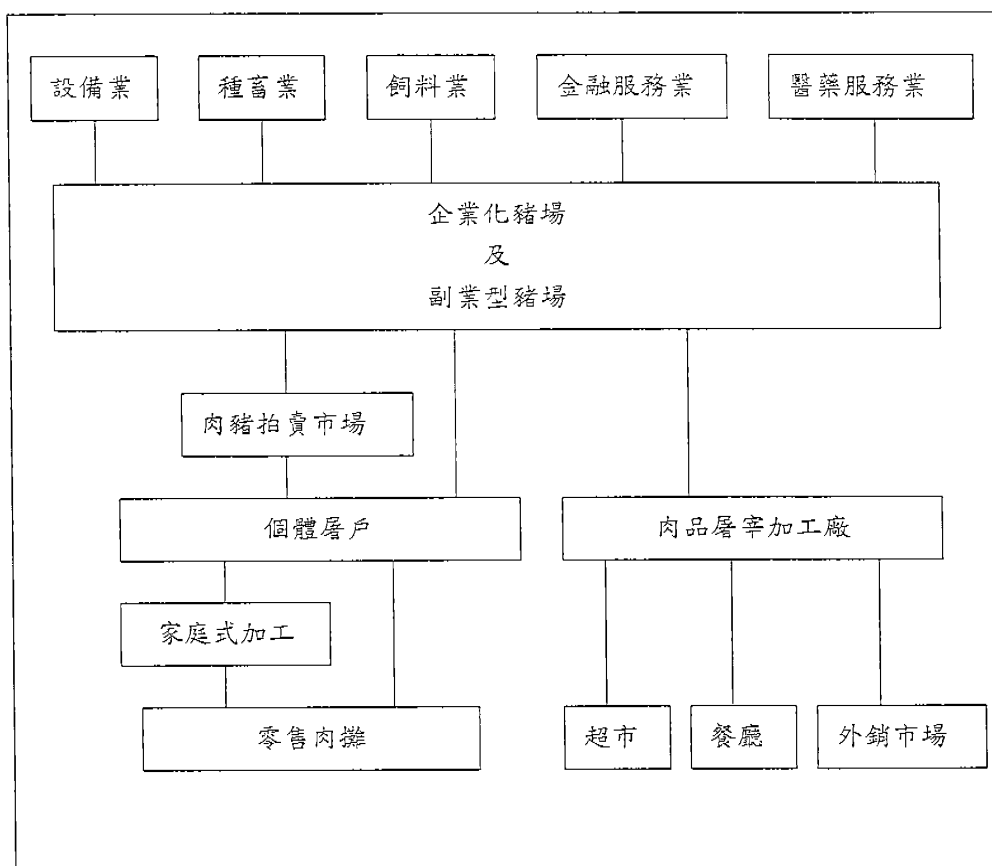 設備業
種畜業
飼料業
金融服務業
醫藥服務業
企業化豬場
及
副業型豬場
肉豬拍賣市場
個體屠戶
肉品屠宰加工廠
家庭式加工
零售肉攤
超市
餐廳
外銷市場